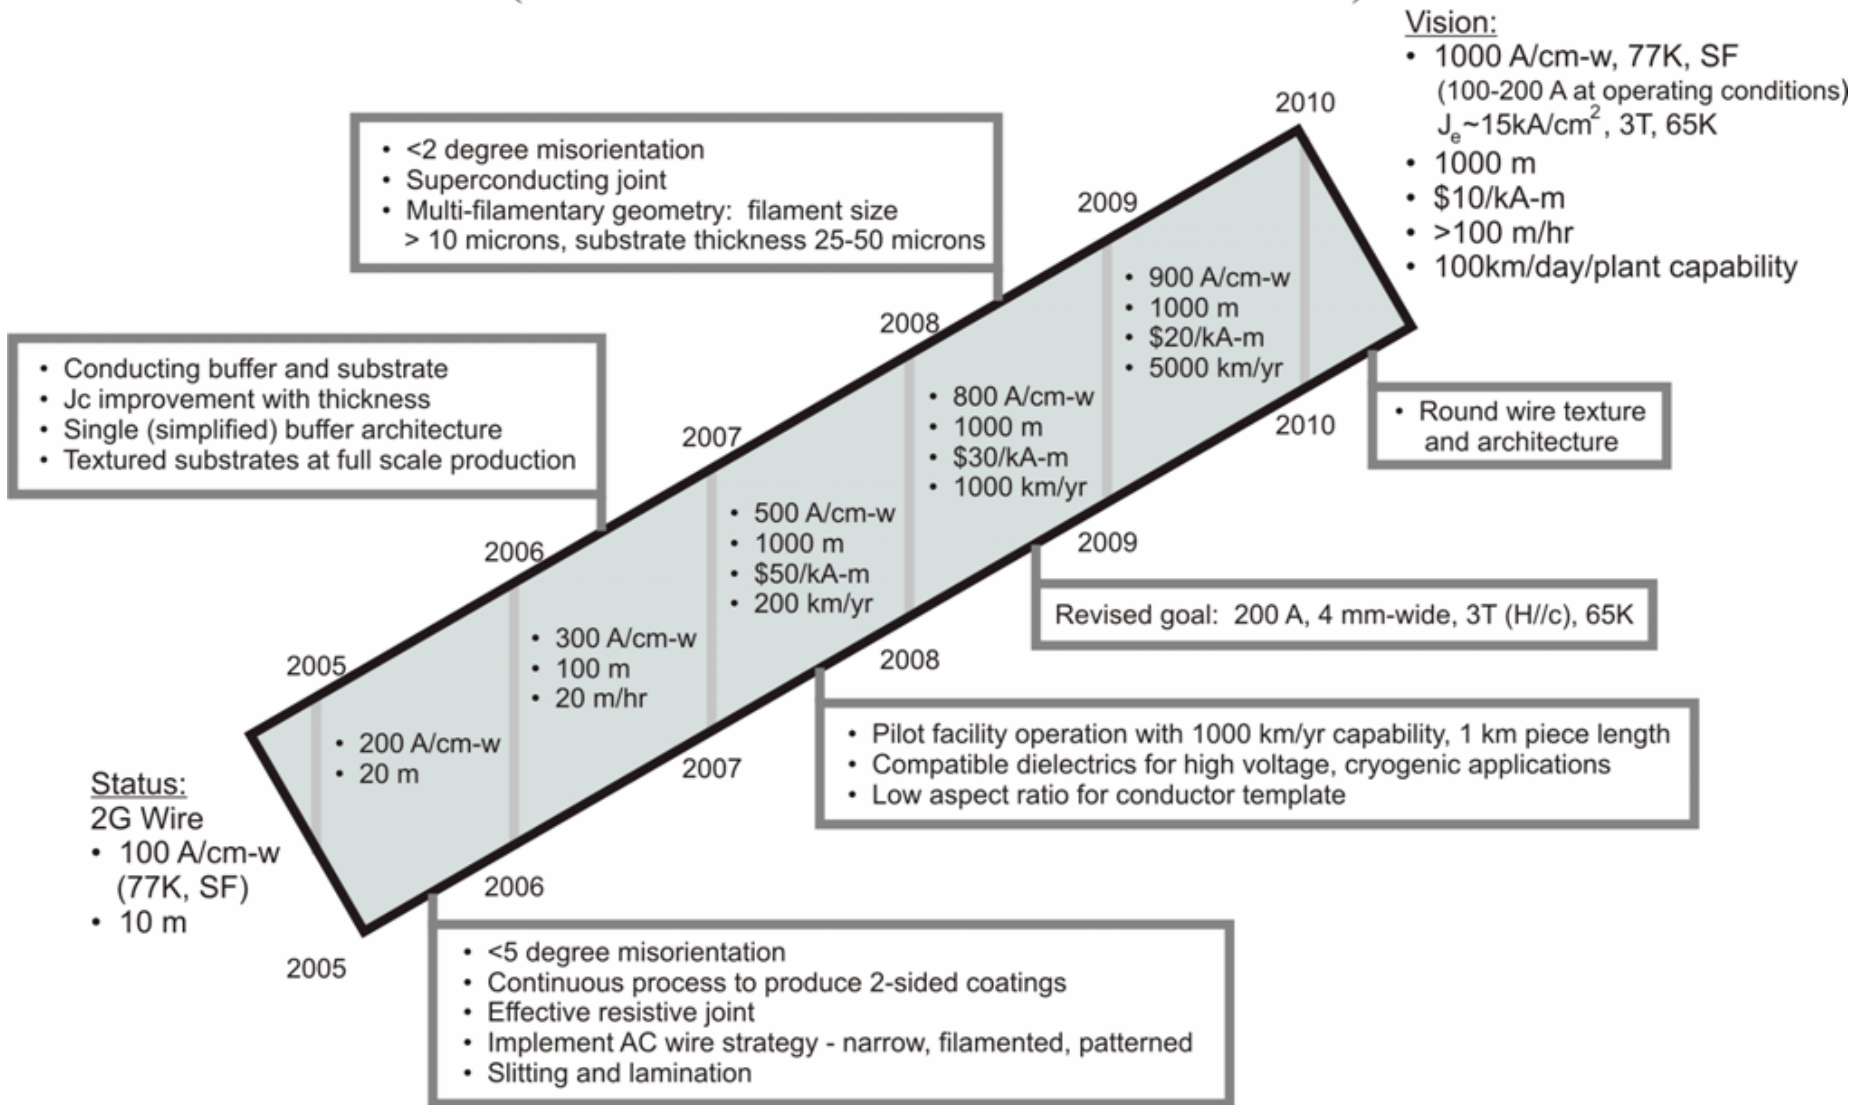 Vision:
• 1000 A/cm-w, 77K, SF
(100-200 A at operating conditions)
Je~15kA/cm2, 3T, 65K
• 1000 m
• $10/kA-m
• >100 m/hr
• 100km/day/plant capability
2010
• <2 degree misorientation
• Superconducting joint
• Multi-filamentary geometry: filament size
> 10 microns, substrate thickness 25-50 microns
2009
• 900 A/cm-w
• 1000 m
• $20/kA-m
• 5000 km/yr
2008
• Conducting buffer and substrate
• Jc improvement with thickness
• Single (simplified) buffer architecture
• Textured substrates at full scale production
• 800 A/cm-w
• 1000 m
• $30/kA-m
• 1000 km/yr
2010
• Round wire texture
and architecture
2007
• 500 A/cm-w
• 1000 m
• $50/kA-m
• 200 km/yr
2009
2006
Revised goal: 200 A, 4 mm-wide, 3T (H//c), 65K
• 300 A/cm-w
• 100 m
• 20 m/hr
2008
2005
• 200 A/cm-w
• 20 m
2007
• Pilot facility operation with 1000 km/yr capability, 1 km piece length
• Compatible dielectrics for high voltage, cryogenic applications
• Low aspect ratio for conductor template
Status:
2G Wire
• 100 A/cm-w
(77K, SF)
• 10 m
2006
2005
• <5 degree misorientation
• Continuous process to produce 2-sided coatings
• Effective resistive joint
• Implement AC wire strategy - narrow, filamented, patterned
• Slitting and lamination